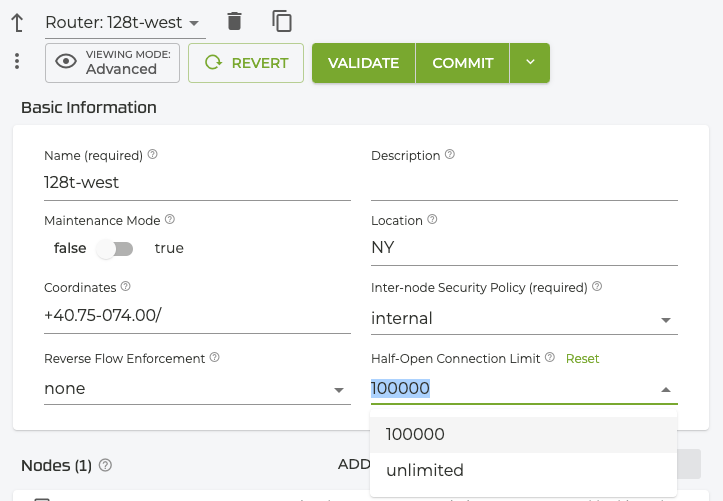 Router: 128t-west
VIEWING MODE:
Advanced
REVERT
VALIDATE
COMMIT
Basic Information
Name (required)
Description
128t-west
Maintenance Mode
Location
false
true
NY
Coordinates
Inter-node Security Policy (required)
+40.75-074.00/
internal
Reverse Flow Enforcement
Half-Open Connection Limit
Reset
none
100000
100000
unlimited
Nodes (1)
ADD